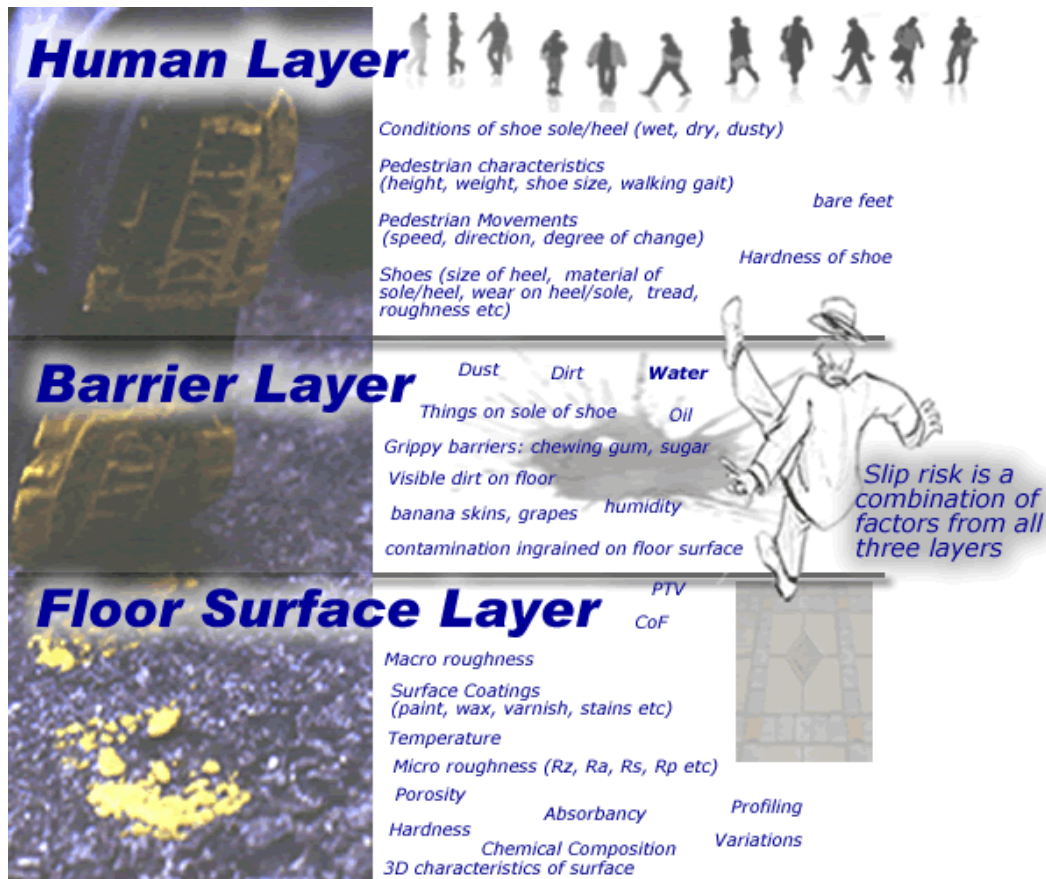 Human Layer
Conditions of shoe sole/heel (wet, dry, dusty)
Pedestrian characteristics
(height, weight, shoe size, walking gait)
bare feet
Pedestrian Movements
(speed, direction, degree of change)
Hardness of shoe
Shoes (size of heel, material of
sole/heel, wear on heel/sole, tread,
roughness etc)
Barrier Layer
Dust
Dirt
Water
Things on sole of shoe
Oil
Grippy barriers: chewing gum, sugar
Visible dirt on floor
banana skins, grapes
humidity
contamination ingrained on floor surface
Slip risk is a
combination of
factors from all
three layers
Floor Surface Layer
PTV
CoF
Macro roughness
Surface Coatings
(paint, wax, varnish, stains etc)
Temperature
Micro roughness (Rz, Ra, Rs, Rp etc)
Porosity
Absorbancy
Profiling
Hardness
Chemical Composition
Variations
3D characteristics of surface